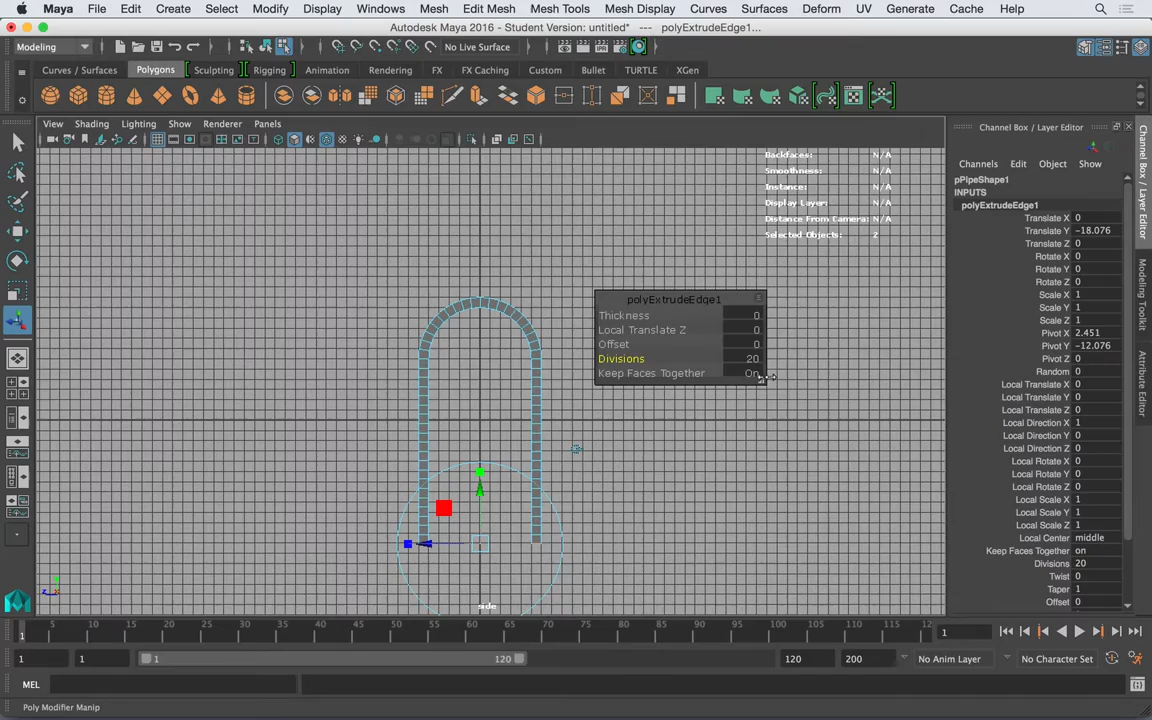 Maya File Edit Create Select Modify Display Windows Mesh Edit Mesh Mesh Tools Mesh Display Curves Surfaces Deform UV Generate Cache Help
Autodesk Maya 2016 - Student Version: untitled* --- polyExtrudeEdge1...
Modeling
No Live Surface
Curves / Surfaces Polygons Sculpting Rigging Animation Rendering FX FX Caching Custom Bullet TURTLE XGen
View Shading Lighting Show Renderer Panels
Channel Box / Layer Editor
Channels Edit Object Show
Backfaces: N/A
Smoothness: N/A
Instance: N/A
Display Layer: N/A
Distance From Camera: N/A
Selected Objects: 2
polyExtrudeEdge1
Thickness 0
Local Translate Z 0
Offset 0
Divisions 20
Keep Faces Together On
side
pPipeShape1
INPUTS
polyExtrudeEdge1
Translate X 0
Translate Y -18.076
Translate Z 0
Rotate X 0
Rotate Y 0
Rotate Z 0
Scale X 1
Scale Y 1
Scale Z 1
Pivot X 2.451
Pivot Y -12.076
Pivot Z 0
Random 0
Local Translate X 0
Local Translate Y 0
Local Translate Z 0
Local Direction X 1
Local Direction Y 0
Local Direction Z 0
Local Rotate X 0
Local Rotate Y 0
Local Rotate Z 0
Local Scale X 1
Local Scale Y 1
Local Scale Z 1
Local Center middle
Keep Faces Together on
Divisions 20
Twist 0
Taper 1
Offset 0
Channel Box / Layer Editor
Modeling Toolkit
Attribute Editor
1 5 10 15 20 25 30 35 40 45 50 55 60 65 70 75 80 85 90 95 100 105 110 115 12
1
1 1 1 120 120 200 No Anim Layer No Character Set
MEL
Poly Modifier Manip